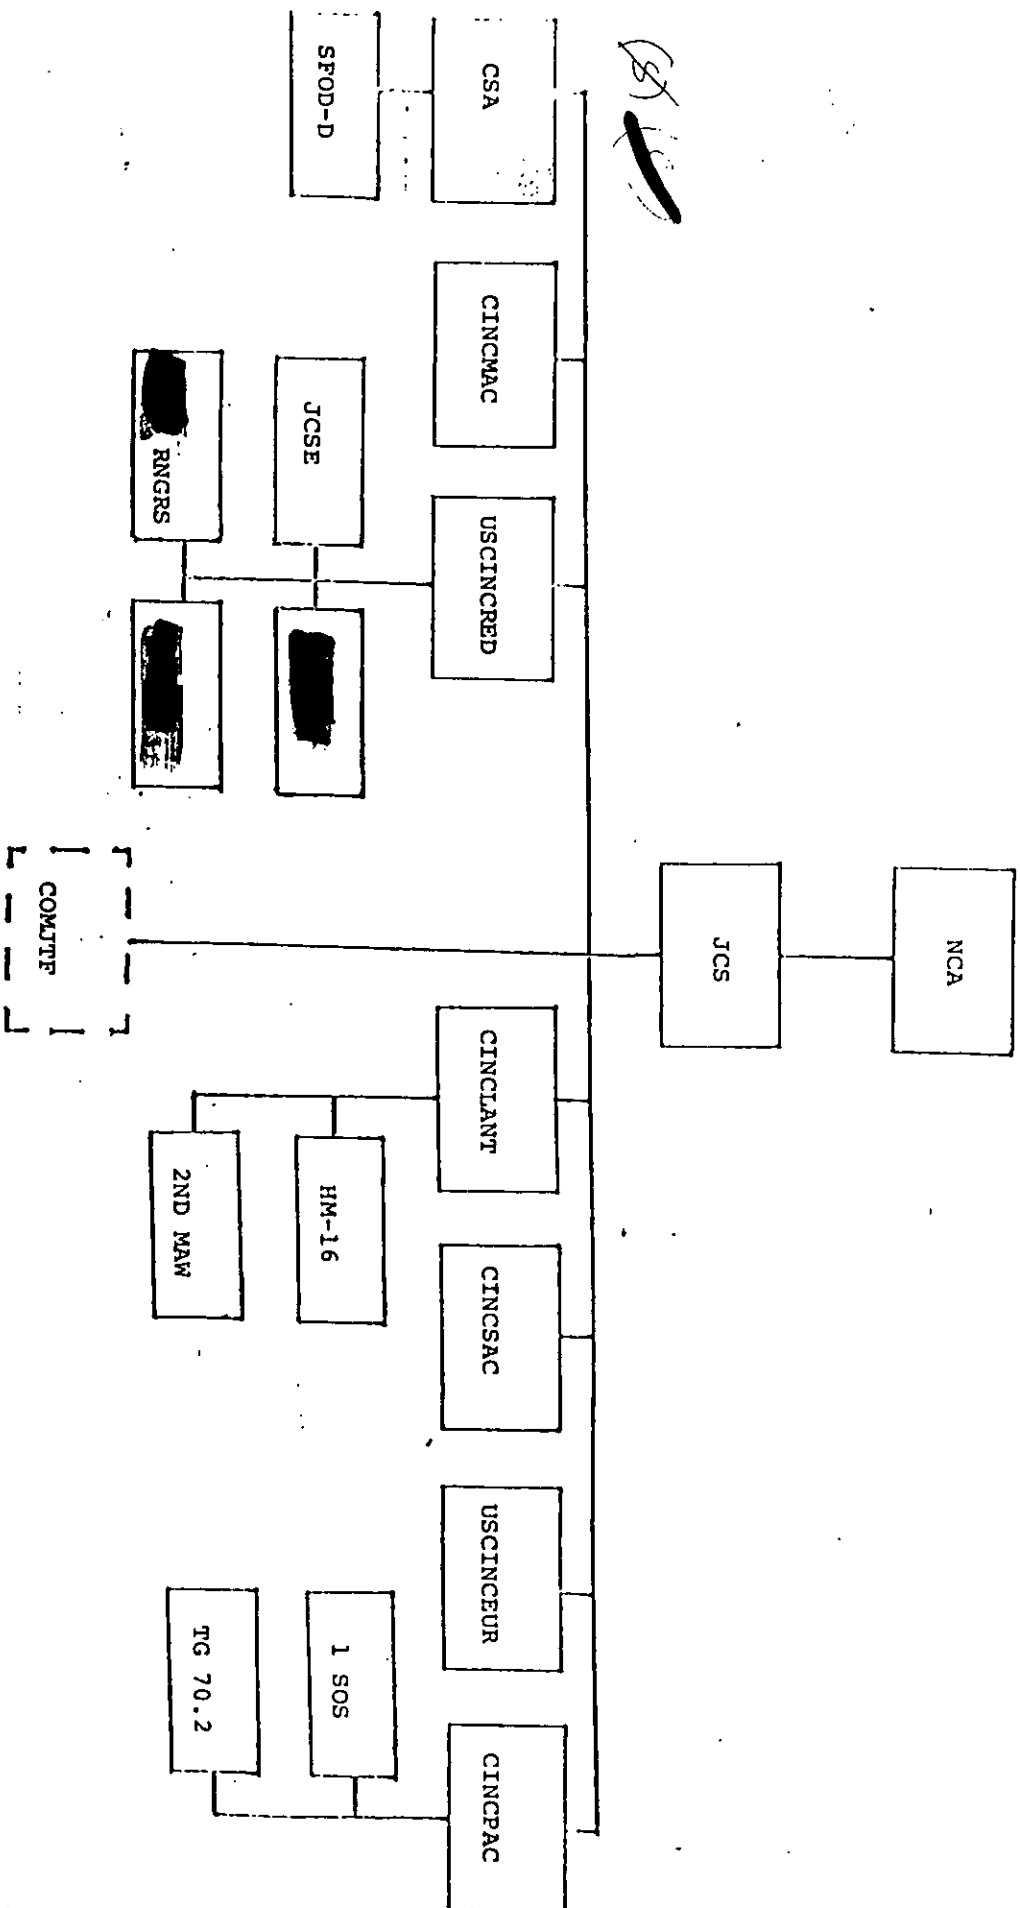 NCA
JCS
CSA
CINCMAC
USCINCRED
CINCLANT
CINCSAC
USCINCEUR
CINCPAC
SFOD-D
JCSE
HM-16
1 SOS
RNGRS
2ND MAW
TG 70.2
COMJTF